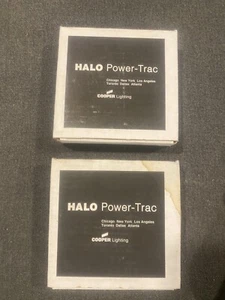 HALO Power-Trac
Chicago New York Los Angeles
Toronto Dallas Atlanta
COOPER Lighting
HALO Power-Trac
Chicago New York Los Angeles
Toronto Dallas Atlanta
COOPER Lighting